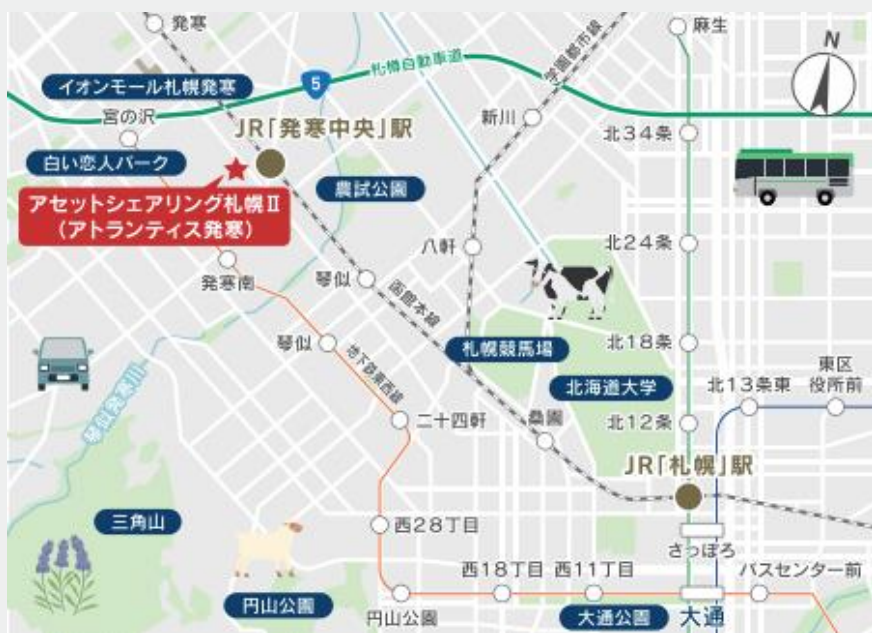 発寒
麻生
N
札樽自動車道
学園都市線
5
イオンモール札幌発寒
宮の沢
新川
JR「発寒中央」駅
北34条
白い恋人パーク
農試公園
アセットシェアリング札幌Ⅱ
(アトランティス発寒)
八軒
北24条
発寒南
琴似
函館本線
琴似
地下鉄東西線
札幌競馬場
北18条
東区
役所前
北海道大学
北13条東
琴似発寒川
二十四軒
桑園
北12条
JR「札幌」駅
三角山
西28丁目
さっぽろ
西18丁目
西11丁目
バスセンター前
円山公園
円山公園
大通公園
大通